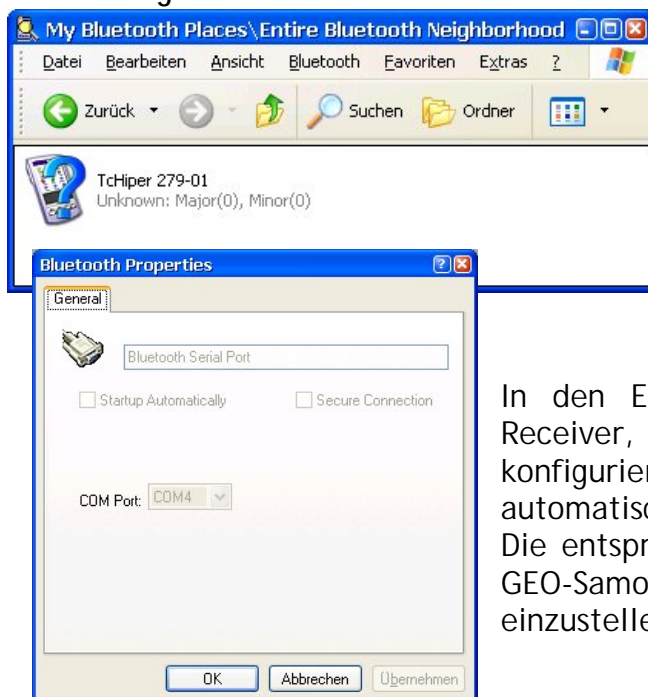 My Bluetooth Places\Entire Bluetooth Neighborhood
Datei Bearbeiten Ansicht Bluetooth Favoriten Extras ?
Zurück Suchen Ordner
TcHiper 279-01
Unknown: Major(0), Minor(0)
Bluetooth Properties
General
Bluetooth Serial Port
Startup Automatically Secure Connection
COM Port: COM4
OK Abbrechen Übernehmen
In den E
Receiver,
konfigurier
automatisc
Die entspr
GEO-Samo
einzustelle